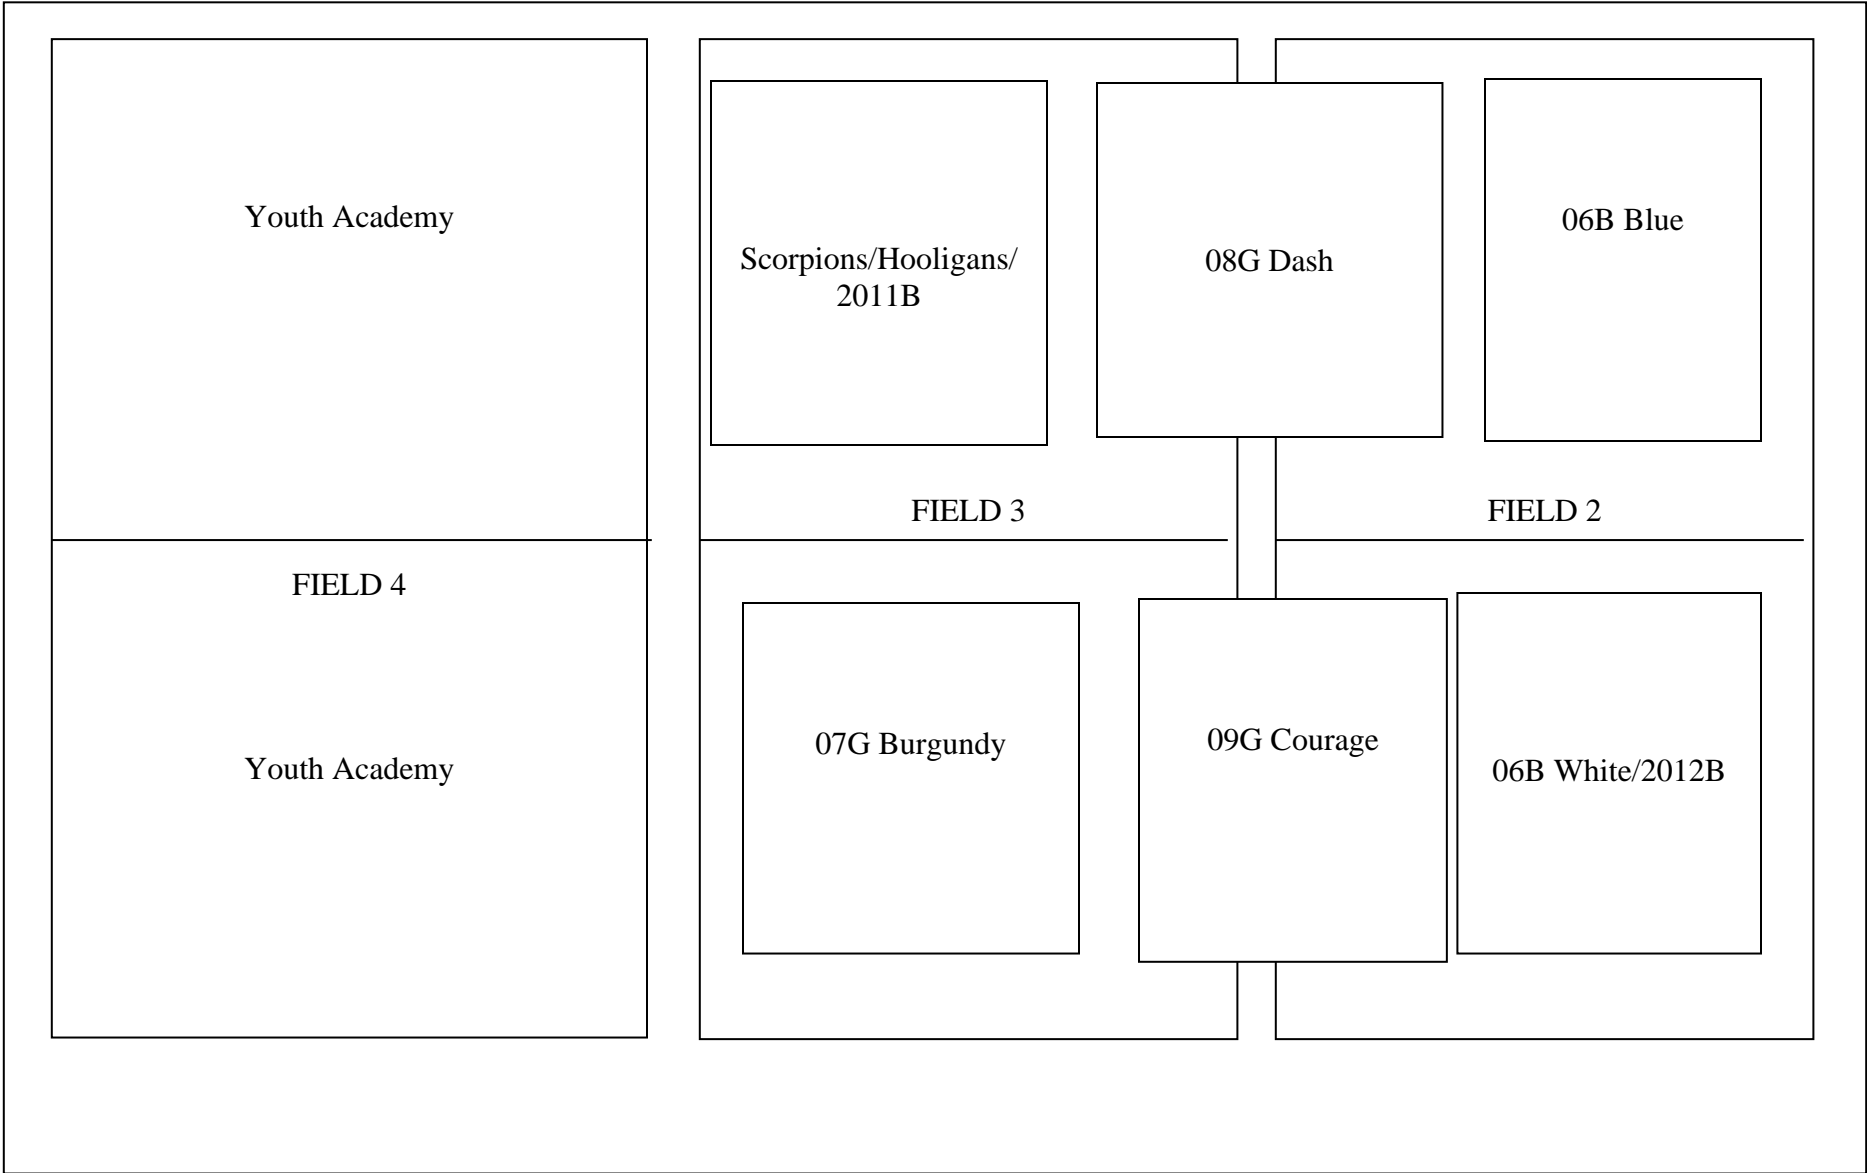 Youth Academy
Scorpions/Hooligans/
2011B
08G Dash
06B Blue
FIELD 3
FIELD 2
FIELD 4
07G Burgundy
09G Courage
Youth Academy
06B White/2012B